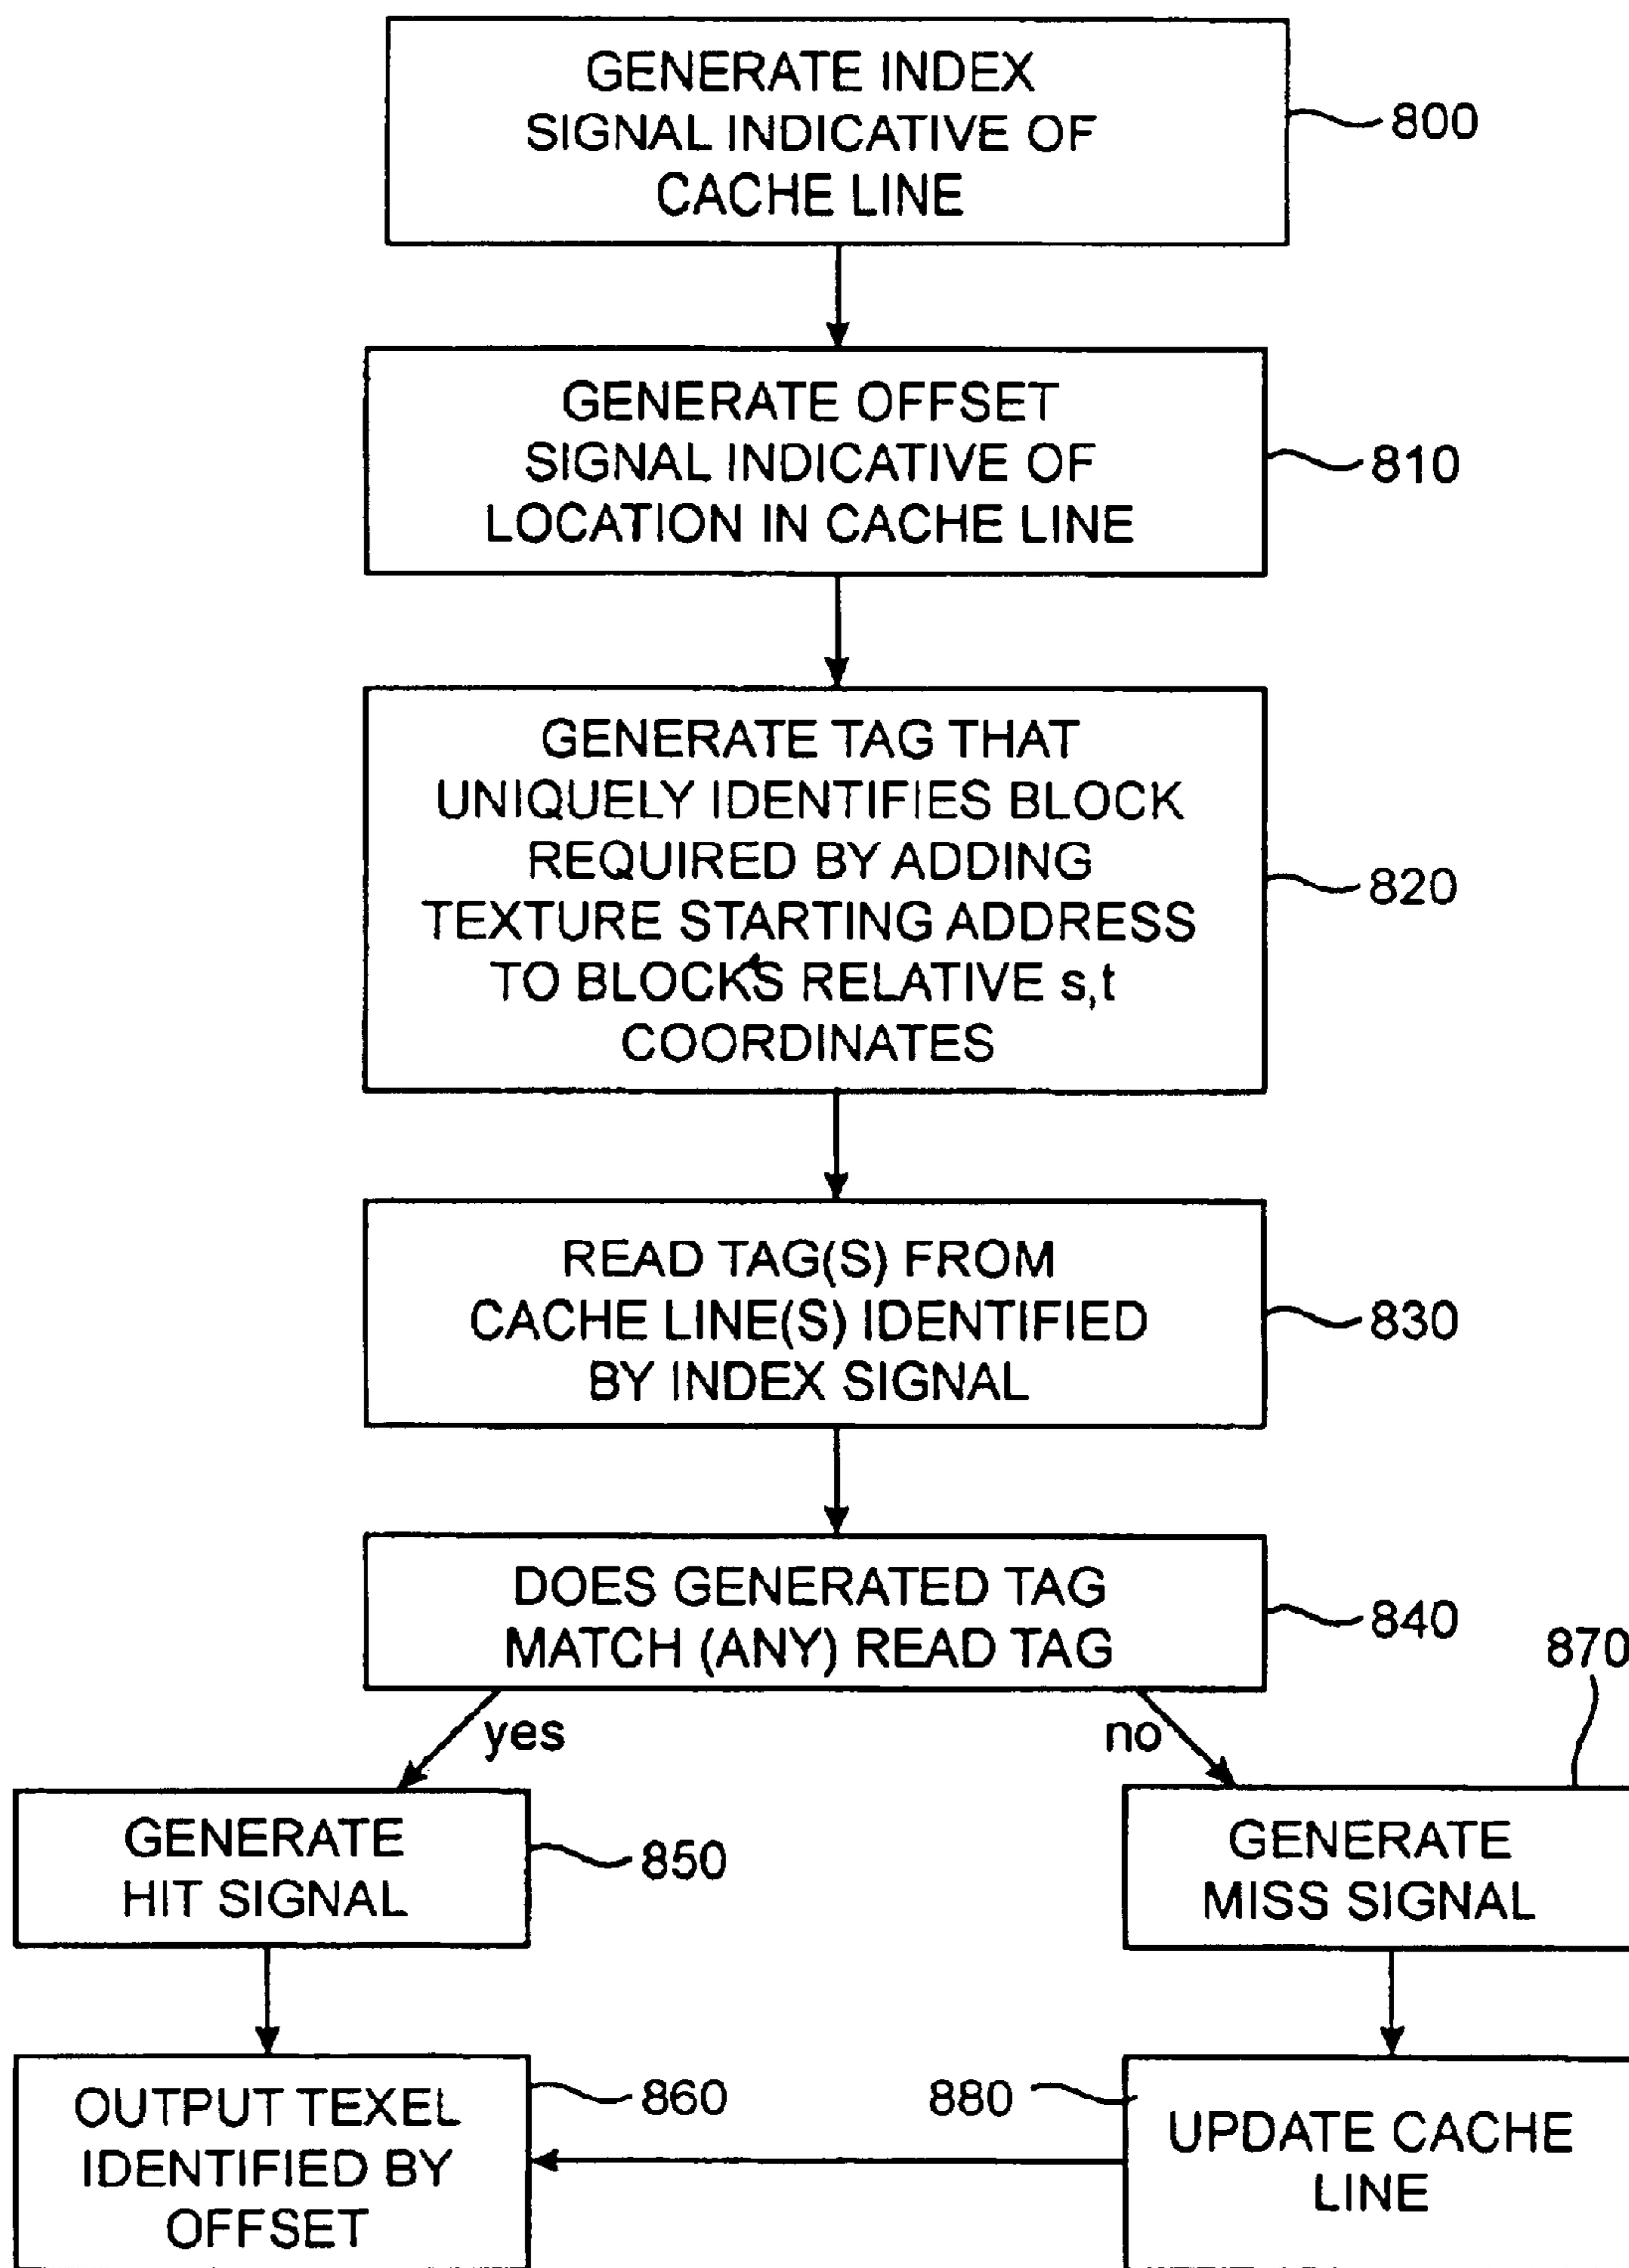 GENERATE INDEX
SIGNAL INDICATIVE OF
CACHE LINE
800
GENERATE OFFSET
SIGNAL INDICATIVE OF
LOCATION IN CACHE LINE
810
GENERATE TAG THAT
UNIQUELY IDENTIFIES BLOCK
REQUIRED BY ADDING
TEXTURE STARTING ADDRESS
TO BLOCK'S RELATIVE s,t
COORDINATES
820
READ TAG(S) FROM
CACHE LINE(S) IDENTIFIED
BY INDEX SIGNAL
830
DOES GENERATED TAG
MATCH (ANY) READ TAG
840
yes
no
870
GENERATE
HIT SIGNAL
850
GENERATE
MISS SIGNAL
OUTPUT TEXEL
IDENTIFIED BY
OFFSET
860
880
UPDATE CACHE
LINE